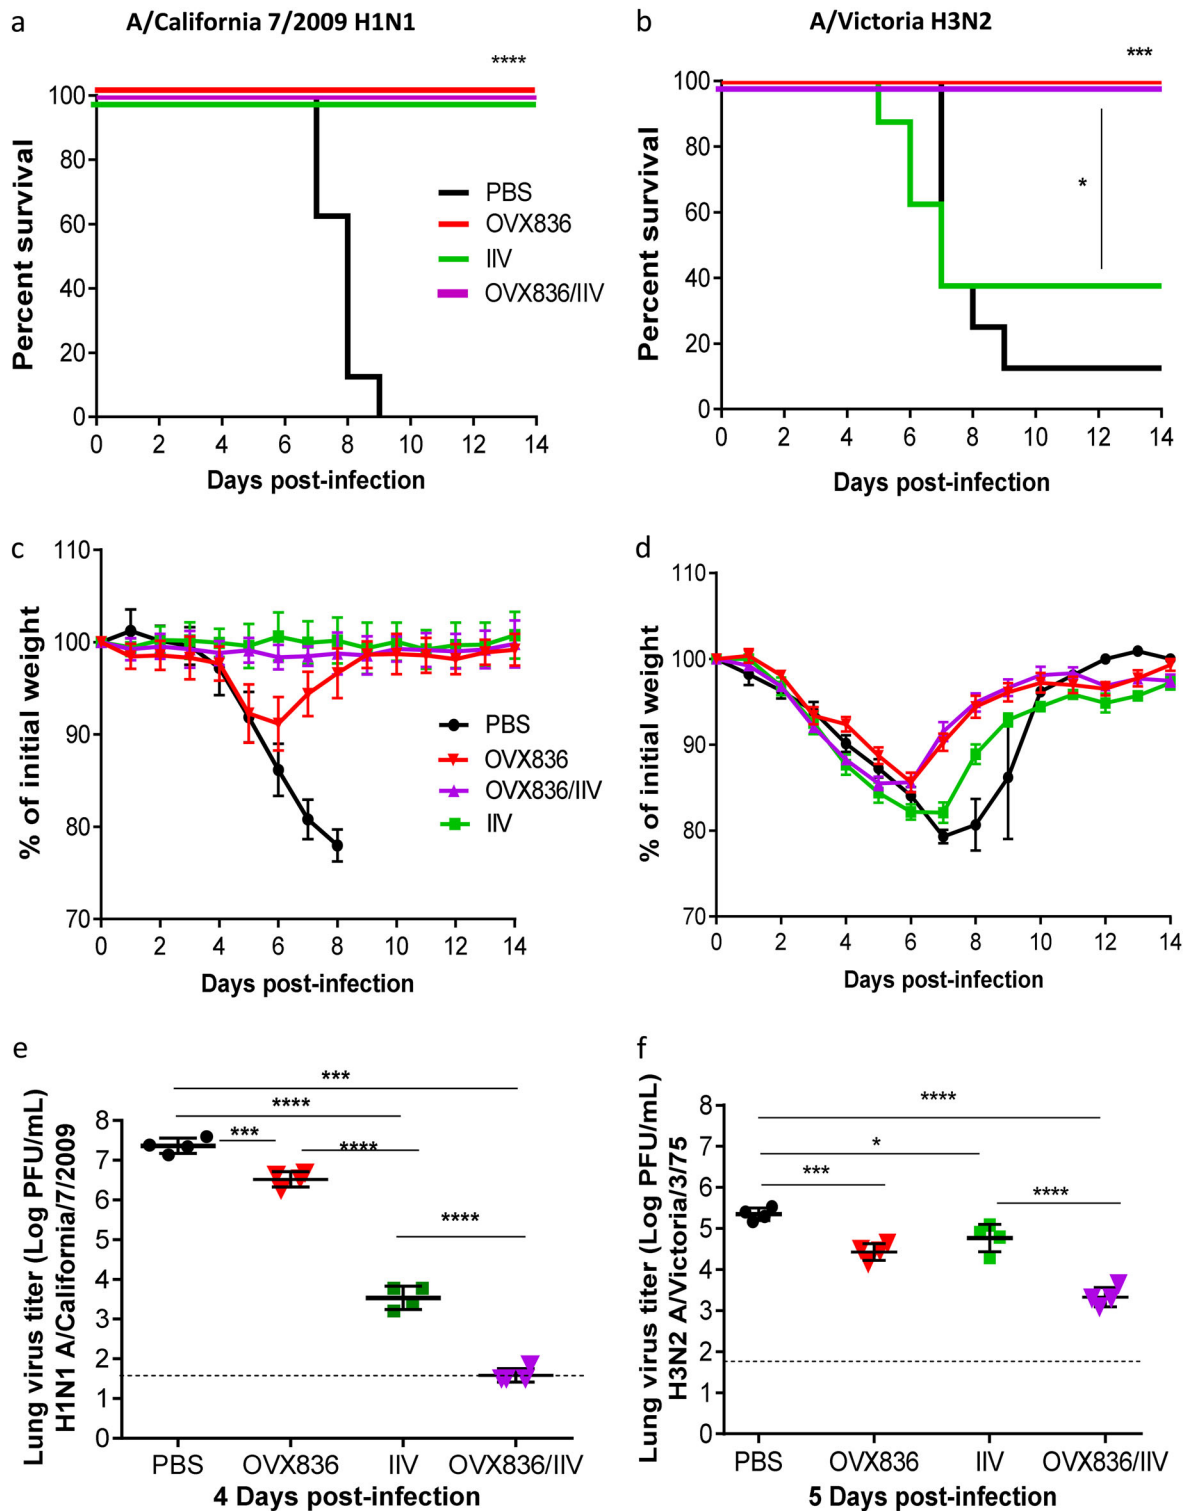 a
A/California 7/2009 H1N1
****
Percent survival
100
80
60
40
20
0
PBS
OVX836
IIV
OVX836/IIV
0 2 4 6 8 10 12 14
Days post-infection
b
A/Victoria H3N2
***
Percent survival
100
80
60
40
20
0
*
0 2 4 6 8 10 12 14
Days post-infection
c
% of initial weight
110
100
90
80
70
PBS
OVX836
OVX836/IIV
IIV
0 2 4 6 8 10 12 14
Days post-infection
d
% of initial weight
110
100
90
80
70
0 2 4 6 8 10 12 14
Days post-infection
e
Lung virus titer (Log PFU/mL)
H1N1 A/California/7/2009
***
****
*** ****
****
8
7
6
5
4
3
2
1
0
PBS OVX836 IIV OVX836/IIV
4 Days post-infection
f
Lung virus titer (Log PFU/mL)
H3N2 A/Victoria/3/75
****
*
*** ****
8
7
6
5
4
3
2
1
0
PBS OVX836 IIV OVX836/IIV
5 Days post-infection